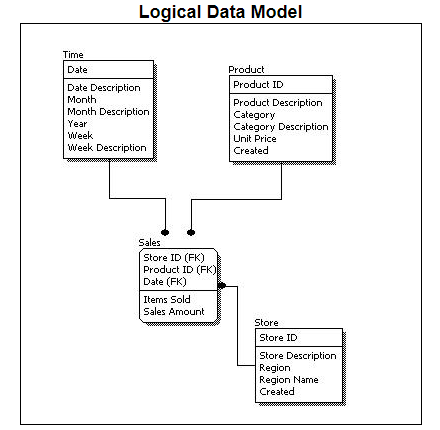 Logical Data Model
Time
Date
Date Description
Month
Month Description
Year
Week
Week Description
Product
Product ID
Product Description
Category
Category Description
Unit Price
Created
Sales
Store ID (FK)
Product ID (FK)
Date (FK)
Items Sold
Sales Amount
Store
Store ID
Store Description
Region
Region Name
Created